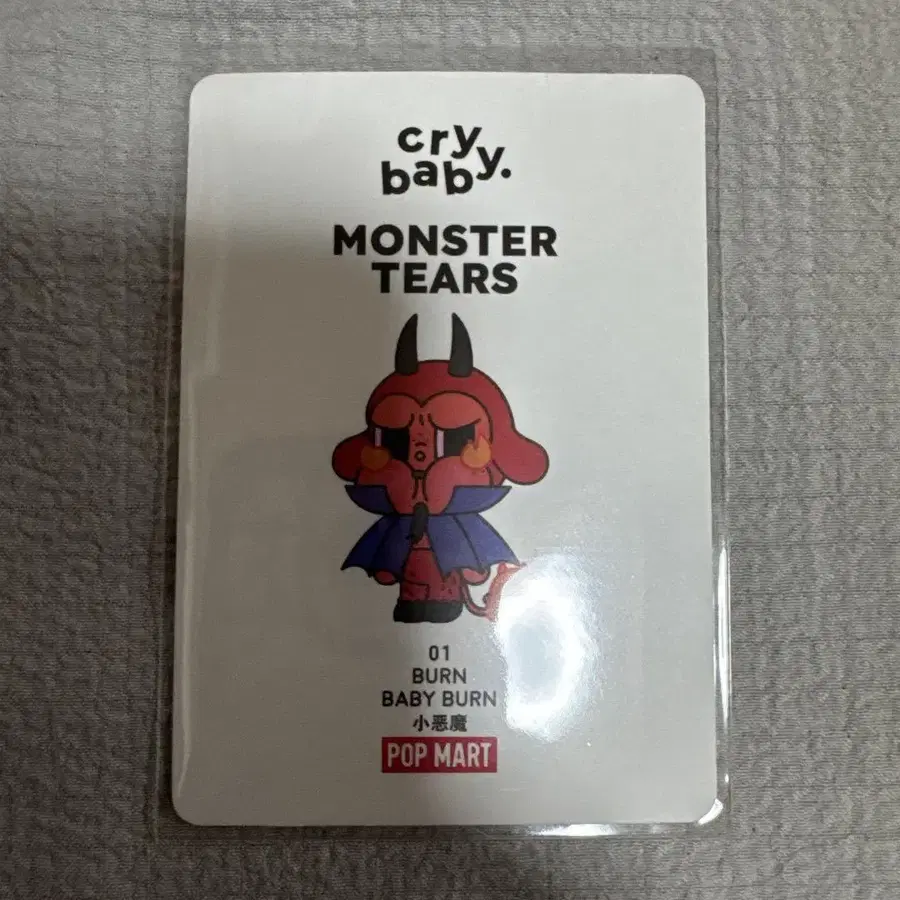 cry
baby.
MONSTER
TEARS
01
BURN
BABY BURN
小恶魔
POP MART